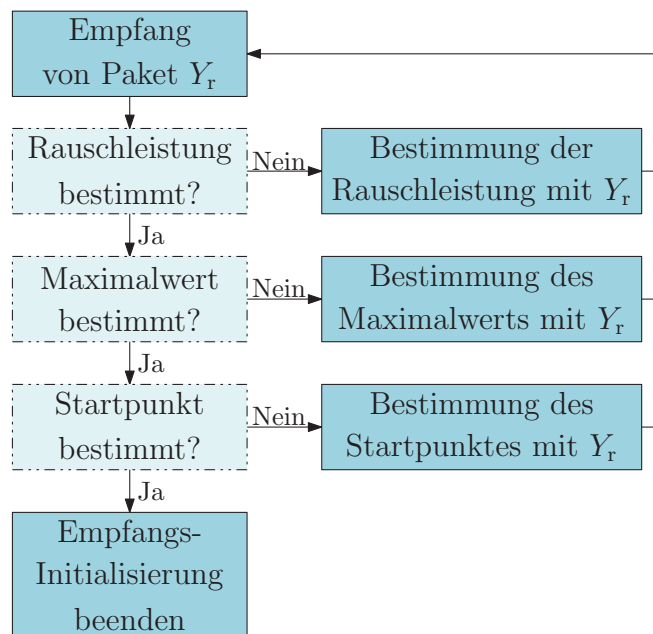 Empfang
von Paket Yr
Rauschleistung
bestimmt?
Nein
Bestimmung der
Rauschleistung mit Yr
Ja
Maximalwert
bestimmt?
Nein
Bestimmung des
Maximalwerts mit Yr
Ja
Startpunkt
bestimmt?
Nein
Bestimmung des
Startpunktes mit Yr
Ja
Empfangs-
Initialisierung
beenden